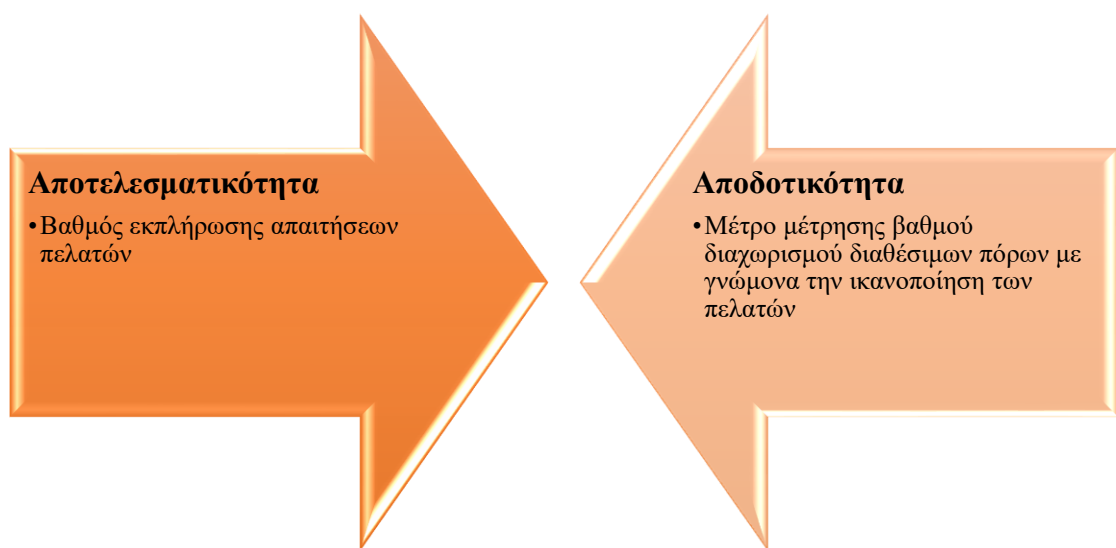 Αποτελεσματικότητα
•Βαθμός εκπλήρωσης απαιτήσεων
πελατών
Αποδοτικότητα
•Μέτρο μέτρησης βαθμού
διαχωρισμού διαθέσιμων πόρων με
γνώμονα την ικανοποίηση των
πελατών